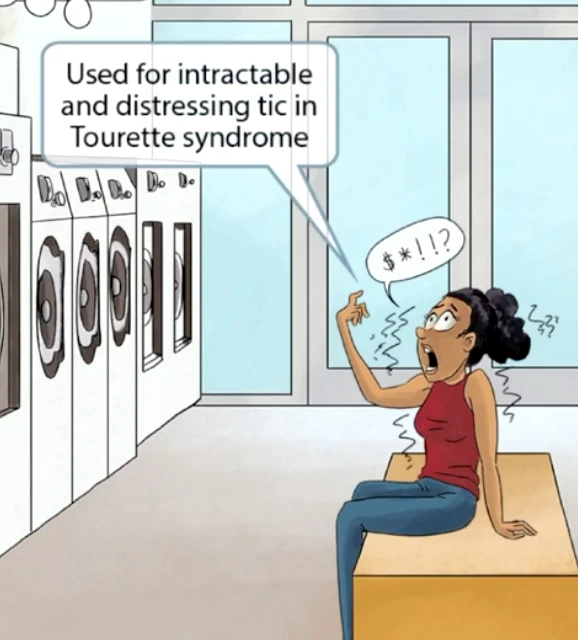 Used for intractable
and distressing tic in
Tourette syndrome
$*!!?